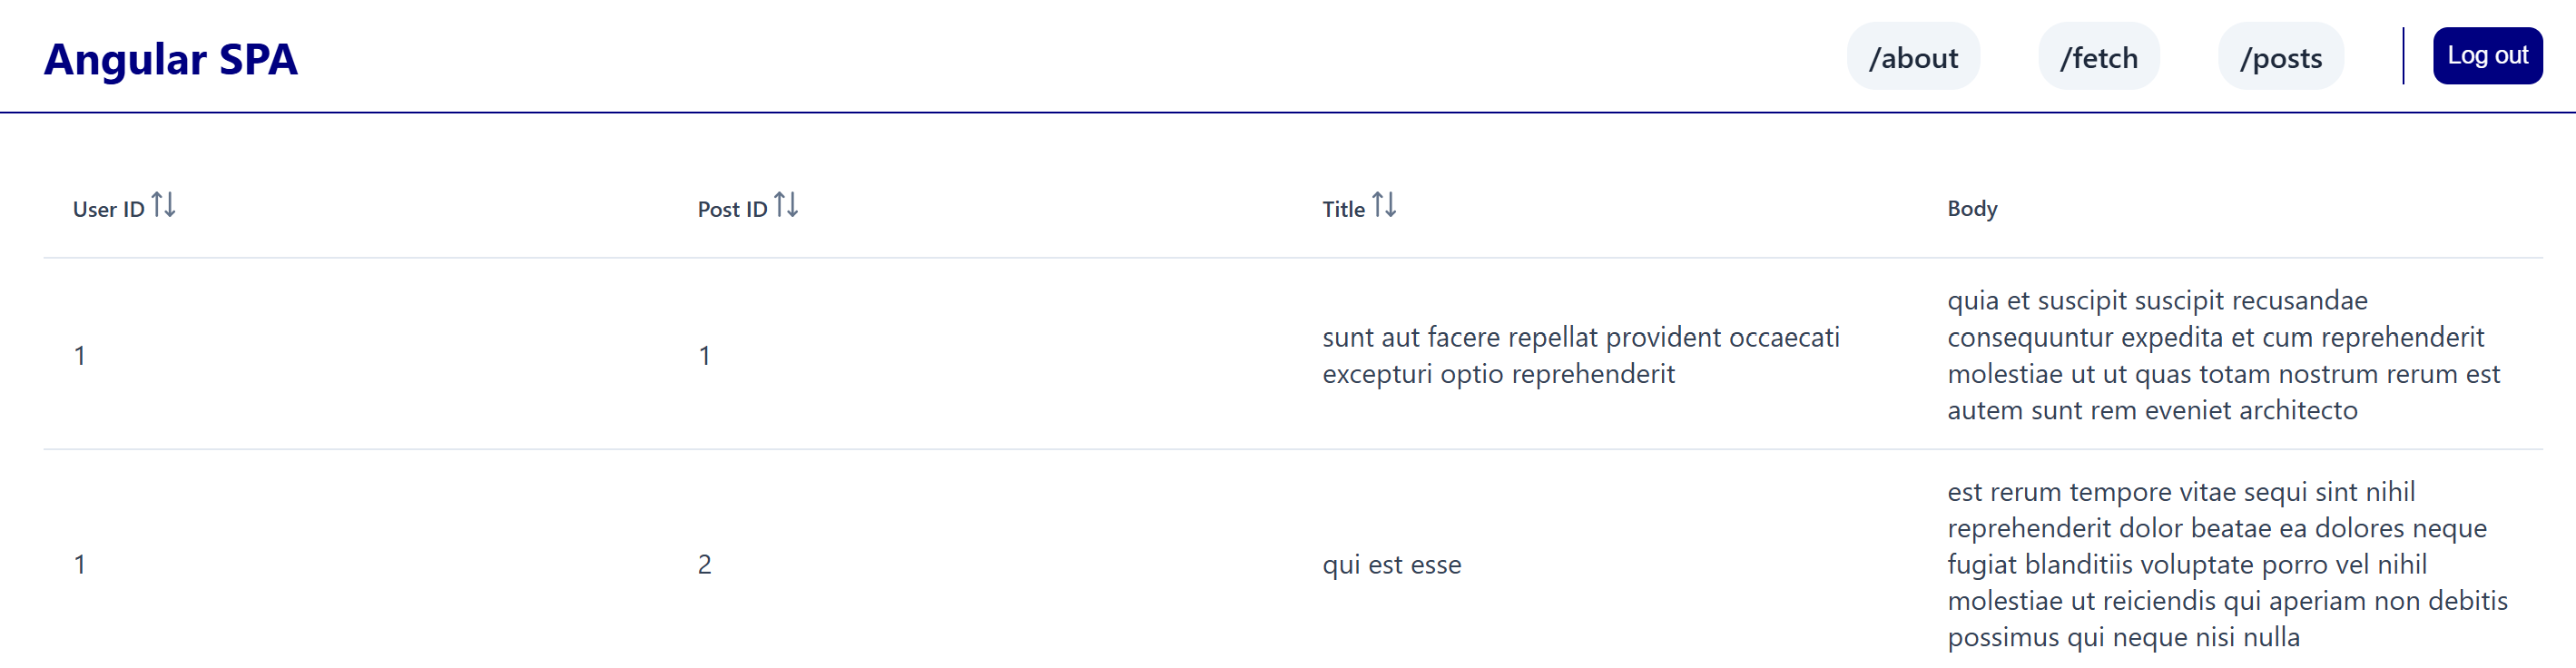 Angular SPA
/about
/fetch
/posts
Log out
User ID
Post ID
Title
Body
1
1
sunt aut facere repellat provident occaecati
excepturi optio reprehenderit
quia et suscipit suscipit recusandae
consequuntur expedita et cum reprehenderit
molestiae ut ut quas totam nostrum rerum est
autem sunt rem eveniet architecto
1
2
qui est esse
est rerum tempore vitae sequi sint nihil
reprehenderit dolor beatae ea dolores neque
fugiat blanditiis voluptate porro vel nihil
molestiae ut reiciendis qui aperiam non debitis
possimus qui neque nisi nulla